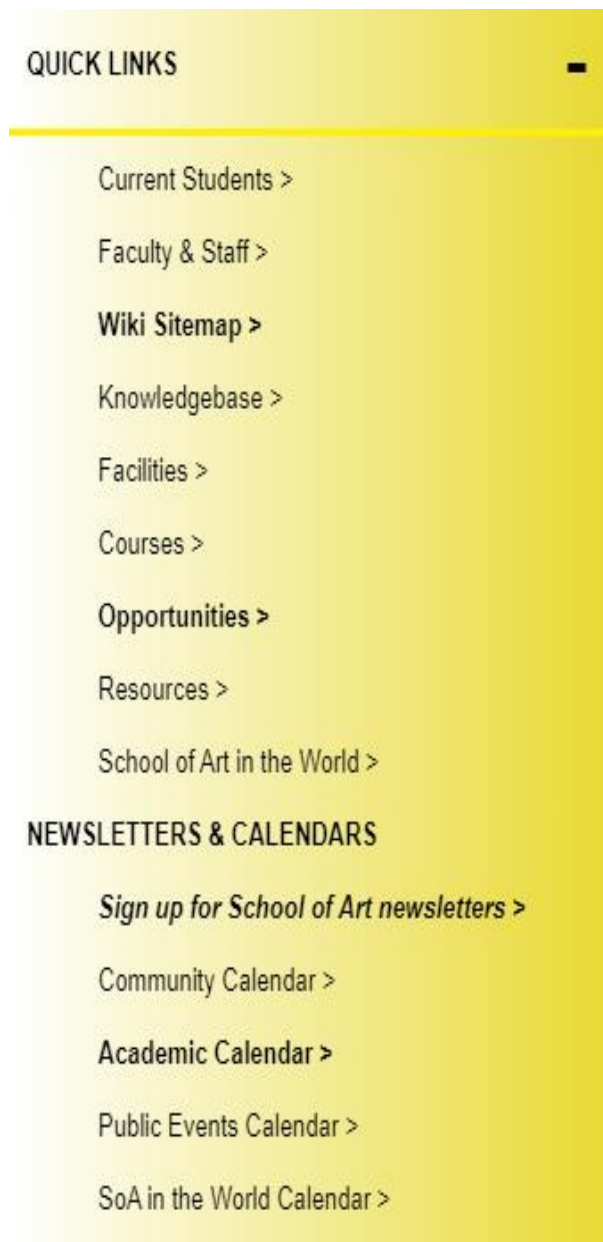 QUICK LINKS -
Current Students >
Faculty & Staff >
Wiki Sitemap >
Knowledgebase >
Facilities >
Courses >
Opportunities >
Resources >
School of Art in the World >
NEWSLETTERS & CALENDARS
Sign up for School of Art newsletters >
Community Calendar >
Academic Calendar >
Public Events Calendar >
SoA in the World Calendar >